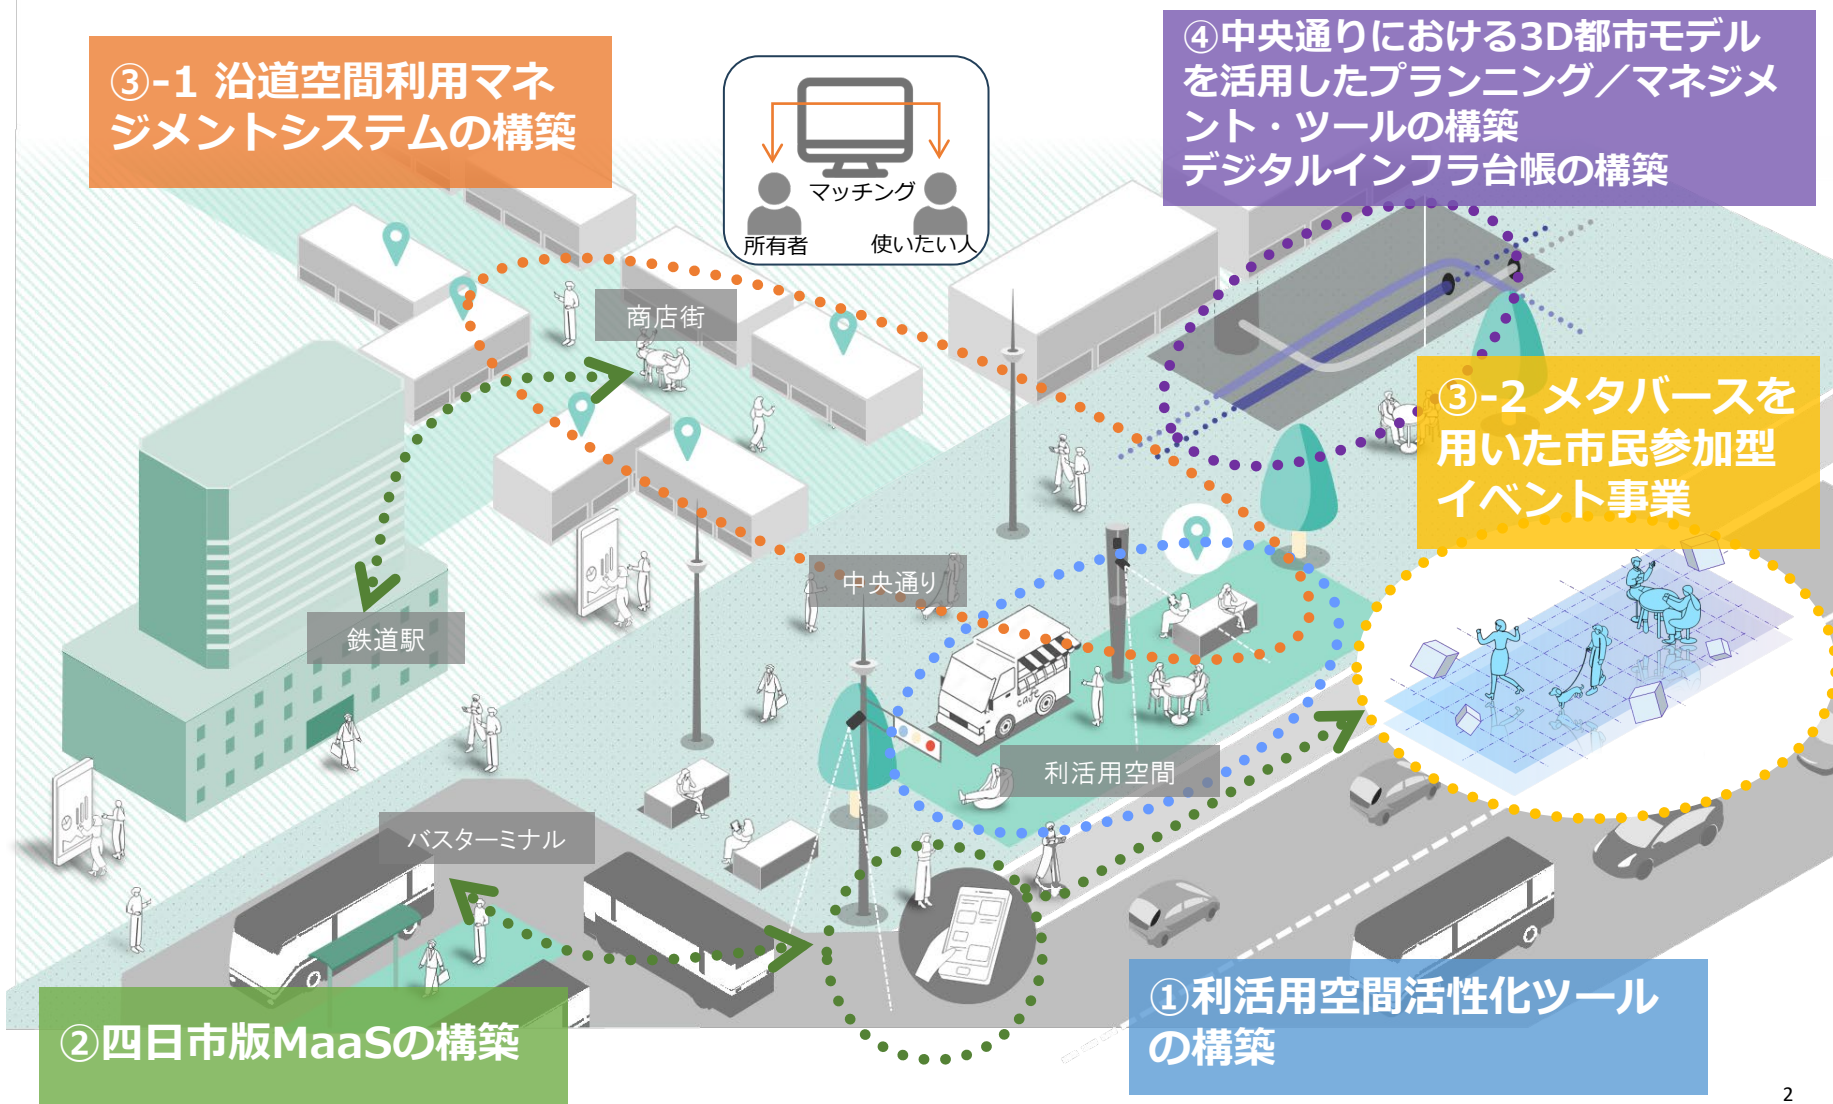 ③-1 沿道空間利用マネ
ジメントシステムの構築
マッチング
所有者
使いたい人
④中央通りにおける3D都市モデル
を活用したプランニング／マネジメ
ント・ツールの構築
デジタルインフラ台帳の構築
商店街
③-2 メタバースを
用いた市民参加型
イベント事業
中央通り
鉄道駅
cafe
利活用空間
バスターミナル
②四日市版MaaSの構築
①利活用空間活性化ツール
の構築
2